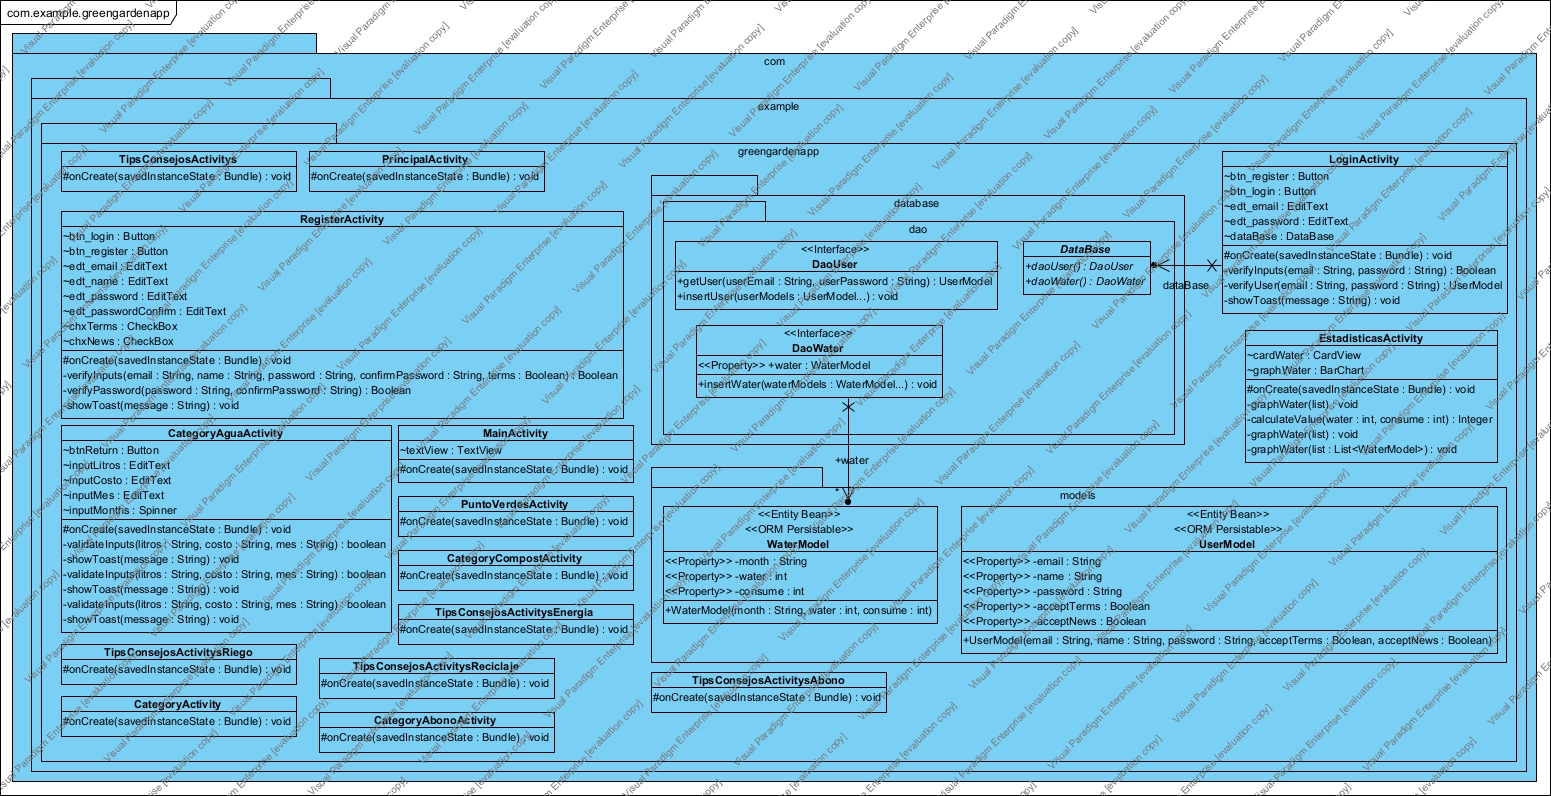 com.example.greengardenapp
com
example
greengardenapp
TipsConsejosActivitys
#onCreate(savedInstanceState : Bundle) : void
PrincipalActivity
#onCreate(savedInstanceState : Bundle) : void
RegisterActivity
~btn_login : Button
~btn_register : Button
~edt_email : EditText
~edt_name : EditText
~edt_password : EditText
~edt_passwordConfirm : EditText
~chxTerms : CheckBox
~chxNews : CheckBox
#onCreate(savedInstanceState : Bundle) : void
-verifyInputs(email : String, name : String, password : String, confirmPassword : String, terms : Boolean) : Boolean
-verifyPassword(password : String, confirmPassword : String) : Boolean
-showToast(message : String) : void
CategoryAguaActivity
~btnReturn : Button
~inputLitros : EditText
~inputCosto : EditText
~inputMes : EditText
~inputMonths : Spinner
#onCreate(savedInstanceState : Bundle) : void
-validateInputs(litros : String, costo : String, mes : String) : boolean
-showToast(message : String) : void
-validateInputs(litros : String, costo : String, mes : String) : boolean
-showToast(message : String) : void
-validateInputs(litros : String, costo : String, mes : String) : boolean
-showToast(message : String) : void
MainActivity
~textView : TextView
#onCreate(savedInstanceState : Bundle) : void
PuntoVerdesActivity
#onCreate(savedInstanceState : Bundle) : void
CategoryCompostActivity
#onCreate(savedInstanceState : Bundle) : void
TipsConsejosActivitysEnergia
#onCreate(savedInstanceState : Bundle) : void
TipsConsejosActivitysRiego
#onCreate(savedInstanceState : Bundle) : void
TipsConsejosActivitysReciclaje
#onCreate(savedInstanceState : Bundle) : void
CategoryActivity
#onCreate(savedInstanceState : Bundle) : void
CategoryAbonoActivity
#onCreate(savedInstanceState : Bundle) : void
database
dao
<<Interface>>
DaoUser
+getUser(userEmail : String, userPassword : String) : UserModel
+insertUser(userModels : UserModel...) : void
DataBase
+daoUser() : DaoUser
+daoWater() : DaoWater
<<Interface>>
DaoWater
<<Property>> +water : WaterModel
+insertWater(waterModels : WaterModel...) : void
dataBase
LoginActivity
~btn_register : Button
~btn_login : Button
~edt_email : EditText
~edt_password : EditText
~dataBase : DataBase
#onCreate(savedInstanceState : Bundle) : void
-verifyInputs(email : String, password : String) : Boolean
-verifyUser(email : String, password : String) : UserModel
-showToast(message : String) : void
EstadisticasActivity
~cardWater : CardView
~graphWater : BarChart
#onCreate(savedInstanceState : Bundle) : void
-graphWater(list) : void
-calculateValue(water : int, consume : int) : Integer
-graphWater(list) : void
-graphWater(list : List<WaterModel>) : void
+water
*
models
<<Entity Bean>>
<<ORM Persistable>>
WaterModel
<<Property>> -month : String
<<Property>> -water : int
<<Property>> -consume : int
+WaterModel(month : String, water : int, consume : int)
<<Entity Bean>>
<<ORM Persistable>>
UserModel
<<Property>> -email : String
<<Property>> -name : String
<<Property>> -password : String
<<Property>> -acceptTerms : Boolean
<<Property>> -acceptNews : Boolean
+UserModel(email : String, name : String, password : String, acceptTerms : Boolean, acceptNews : Boolean)
TipsConsejosActivitysAbono
#onCreate(savedInstanceState : Bundle) : void
Visual Paradigm Enterprise [evaluation copy]